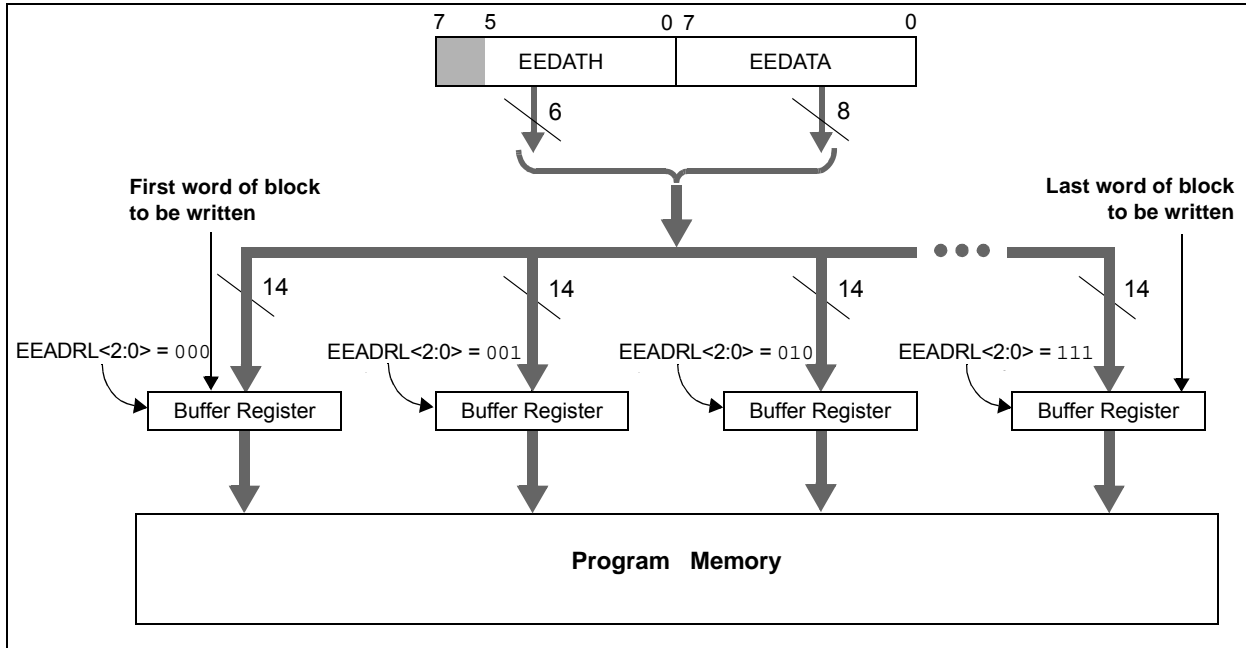 7 5 0 7 0
EEDATH EEDATA
6 8
First word of block
to be written
Last word of block
to be written
14 14 14 14
EEADRL<2:0> = 000 EEADRL<2:0> = 001 EEADRL<2:0> = 010 EEADRL<2:0> = 111
Buffer Register Buffer Register Buffer Register Buffer Register
Program Memory